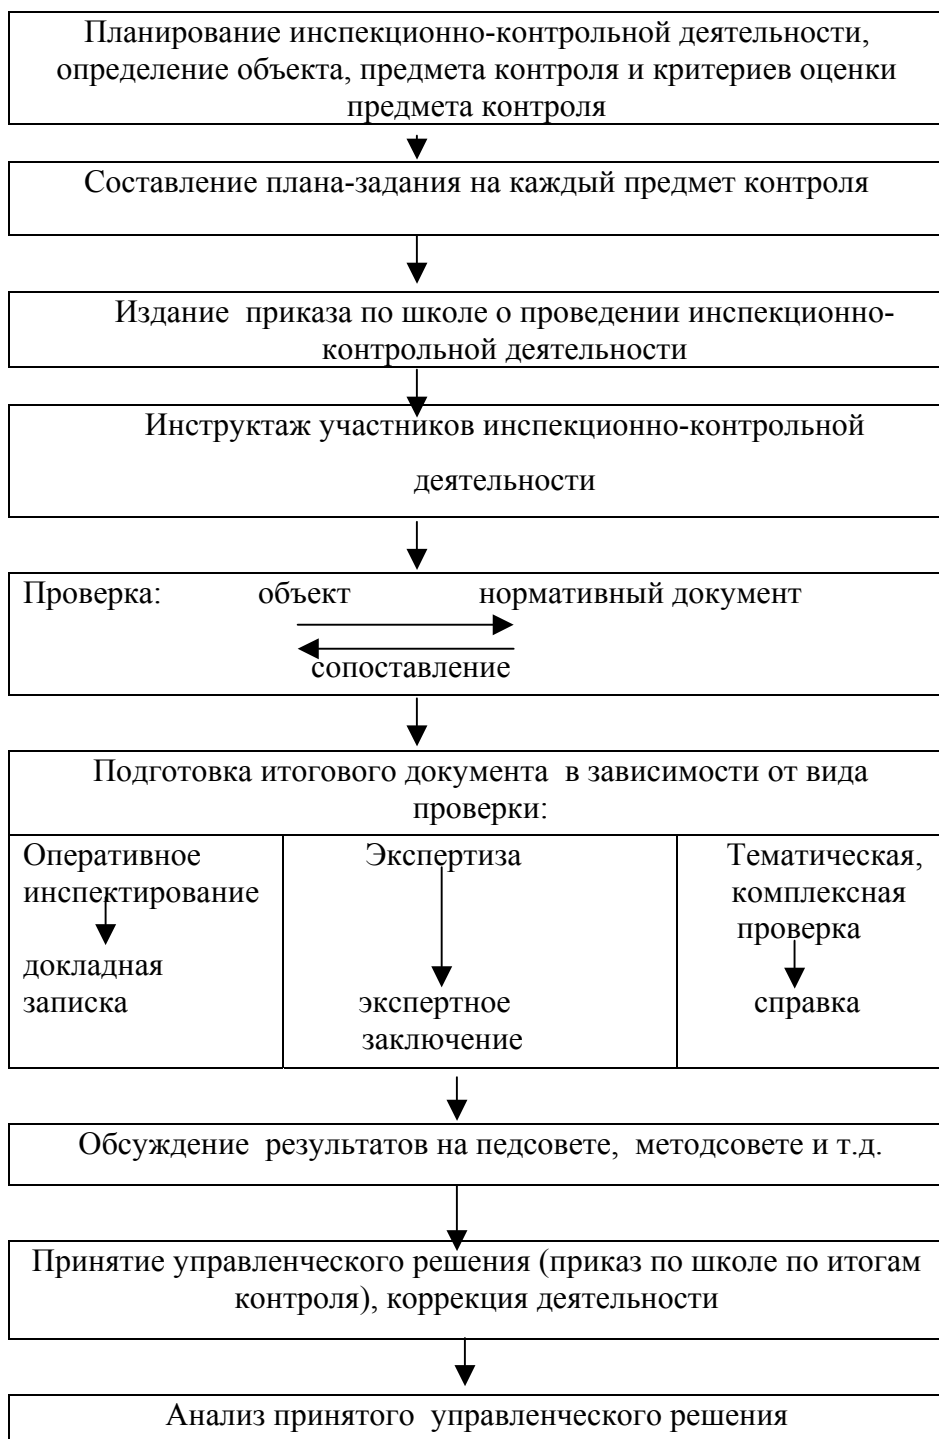 Планирование инспекционно-контрольной деятельности,
определение объекта, предмета контроля и критериев оценки
предмета контроля
Составление плана-задания на каждый предмет контроля
Издание приказа по школе о проведении инспекционно-
контрольной деятельности
Инструктаж участников инспекционно-контрольной
деятельности
Проверка: объект нормативный документ
сопоставление
Подготовка итогового документа в зависимости от вида
проверки:
Оперативное
инспектирование
докладная
записка
Экспертиза
экспертное
заключение
Тематическая,
комплексная
проверка
справка
Обсуждение результатов на педсовете, методсовете и т.д.
Принятие управленческого решения (приказ по школе по итогам
контроля), коррекция деятельности
Анализ принятого управленческого решения